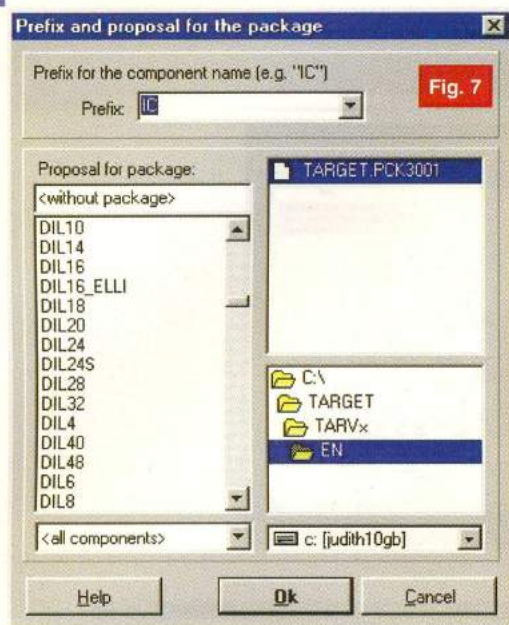 Prefix and proposal for the package
Prefix for the component name (e.g. "IC")
Fig. 7
Prefix: IC
Proposal for package:
<without package>
DIL10
DIL14
DIL16
DIL16_ELLI
DIL18
DIL20
DIL24
DIL24S
DIL28
DIL32
DIL4
DIL40
DIL48
DIL6
DIL8
<all components>
TARGET.PCK3001
C:\
TARGET
TARVx
EN
c: [judith10gb]
Help
Ok
Cancel